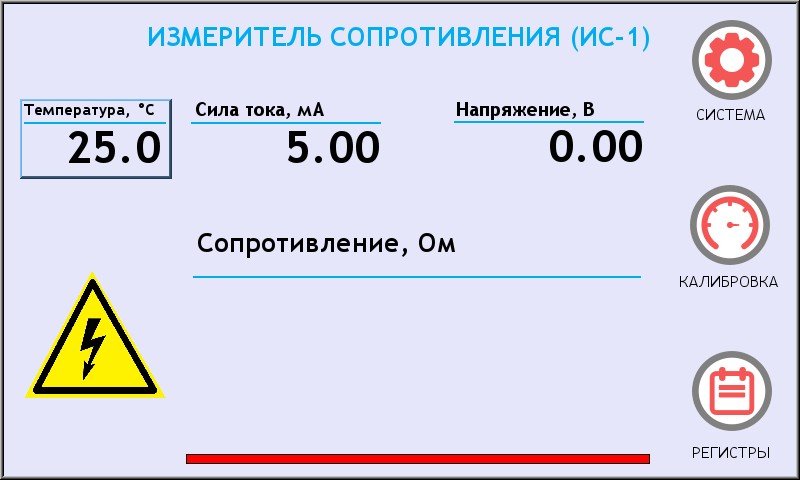 ИЗМЕРИТЕЛЬ СОПРОТИВЛЕНИЯ (ИС-1)
СИСТЕМА
Температура, °C
25.0
Сила тока, мА
5.00
Напряжение, В
0.00
Сопротивление, Ом
КАЛИБРОВКА
РЕГИСТРЫ